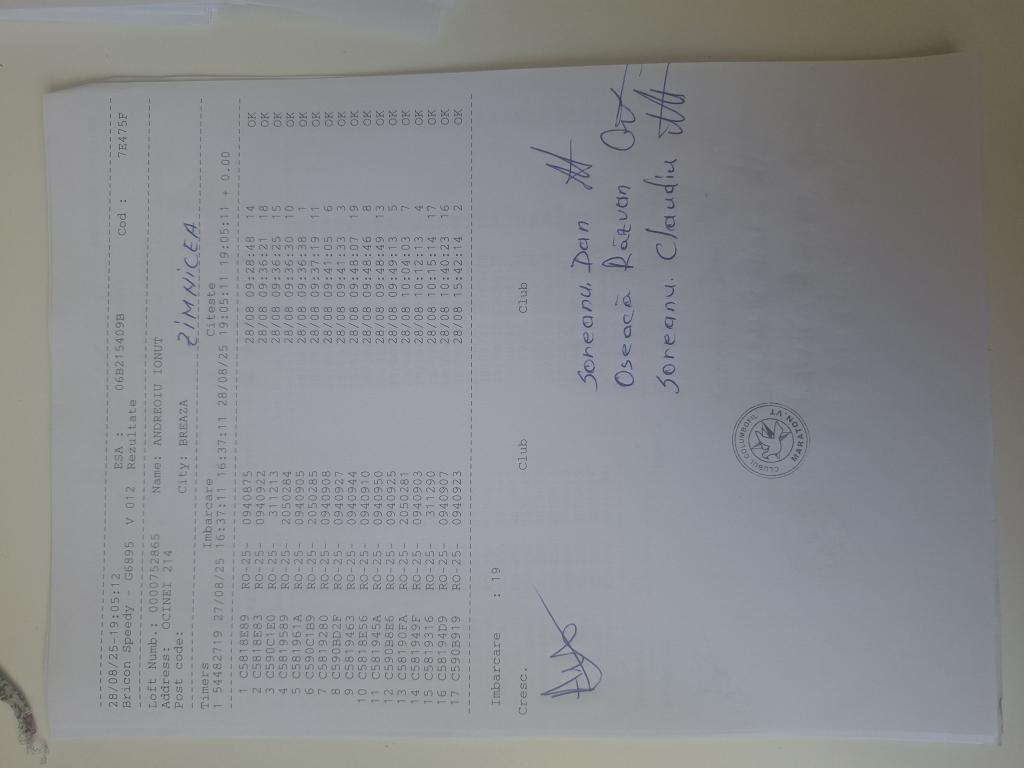 28/08/25-19:05:12 ESA : 06B215409B
Bricon Speedy - G6895 V 012 Rezultate Cod : 7E475F
Loft Numb.: 0000752865 Name: ANDREOIU IONUT
Address: OCINEI 214
Post code: City: BREAZA ZIMNICEA
Timers Imbarcare Citeste
1 54482719 27/08/25 16:37:11 16:37:11 28/08/25 19:05:11 19:05:11 + 0.00
1 C5818E89 RO-25- 0940875 28/08 09:28:48 14 OK
2 C5818E83 RO-25- 0940922 28/08 09:36:21 18 OK
3 C590C1E0 RO-25- 311213 28/08 09:36:25 15 OK
4 C5819589 RO-25- 2050284 28/08 09:36:30 10 OK
5 C581961A RO-25- 0940905 28/08 09:36:38 1 OK
6 C590C1B9 RO-25- 2050285 28/08 09:37:19 11 OK
7 C5819280 RO-25- 0940908 28/08 09:41:05 6 OK
8 C590BD2F RO-25- 0940927 28/08 09:41:33 3 OK
9 C58194E3 RO-25- 0940944 28/08 09:48:07 19 OK
10 C5818E56 RO-25- 0940910 28/08 09:48:46 8 OK
11 C581945A RO-25- 0940950 28/08 09:48:49 13 OK
12 C590B8E6 RO-25- 0940925 28/08 09:49:13 5 OK
13 C58190EA RO-25- 2050281 28/08 10:04:03 7 OK
14 C581949F RO-25- 0940903 28/08 10:12:13 4 OK
15 C5819316 RO-25- 311290 28/08 10:15:14 17 OK
16 C58194D9 RO-25- 0940907 28/08 10:40:23 16 OK
17 C590B919 RO-25- 0940923 28/08 15:42:14 2 OK
Imbarcare : 19
Cresc. Club Club
Soreanu Dan
Oseacă Răzvan
Soreanu Claudiu
CLUBUL COLUMBOFIL
MARATON.VT